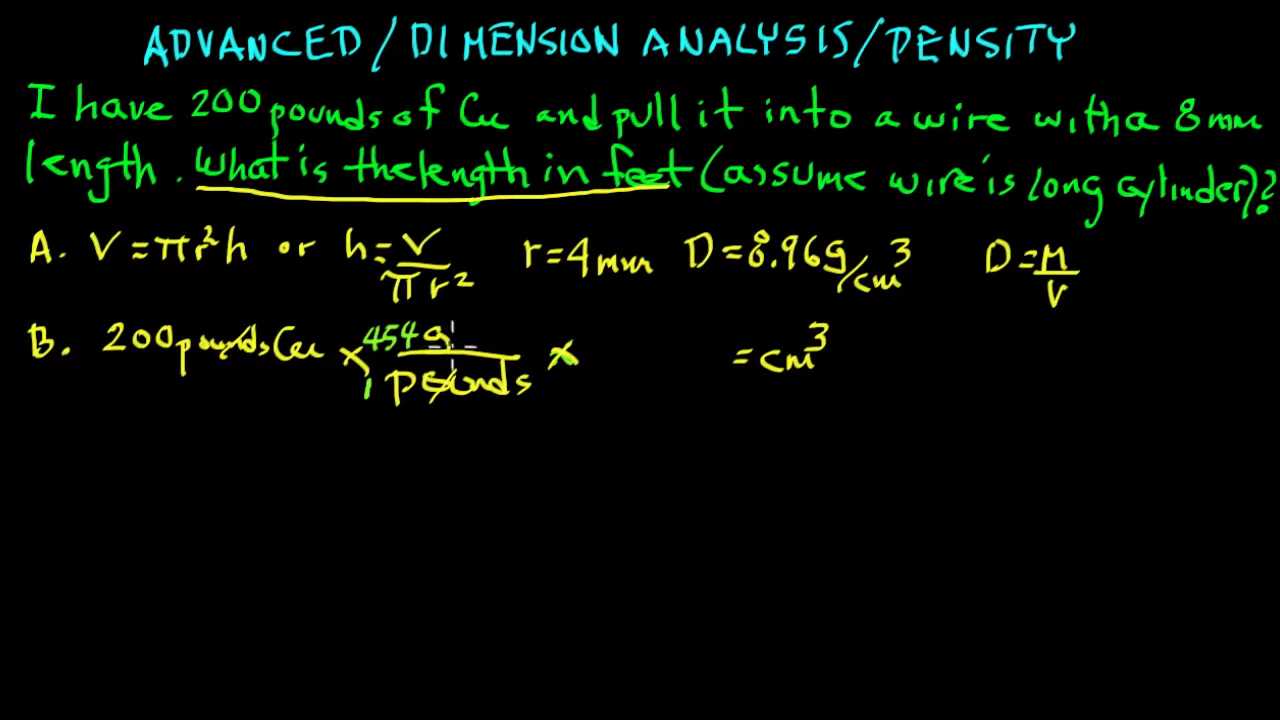 ADVANCED/DIMENSION ANALYSIS/DENSITY
I have 200 pounds of Cu and pull it into a wire with a 8mm
length. What is the length in feet (assume wire is long cylinder)?
A. V = πr²h or h = V/πr² r = 4mm D = 8.96g/cm³ D = M/V
B. 200 pounds Cu × 454 g/1 pounds × = cm³